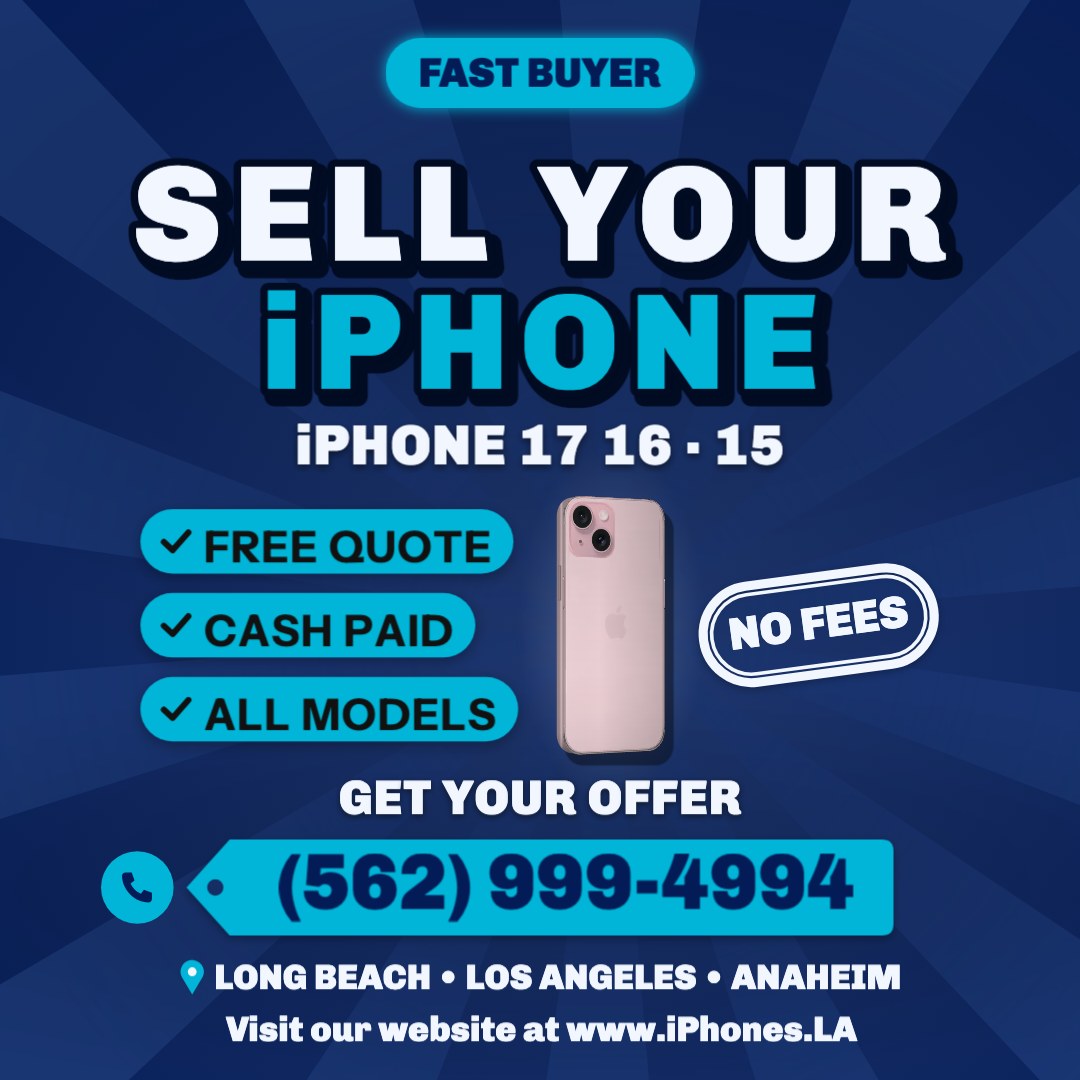 FAST BUYER
SELL YOUR
iPHONE
iPHONE 17 16 · 15
FREE QUOTE
CASH PAID
ALL MODELS
NO FEES
GET YOUR OFFER
(562) 999-4994
LONG BEACH • LOS ANGELES • ANAHEIM
Visit our website at www.iPhones.LA